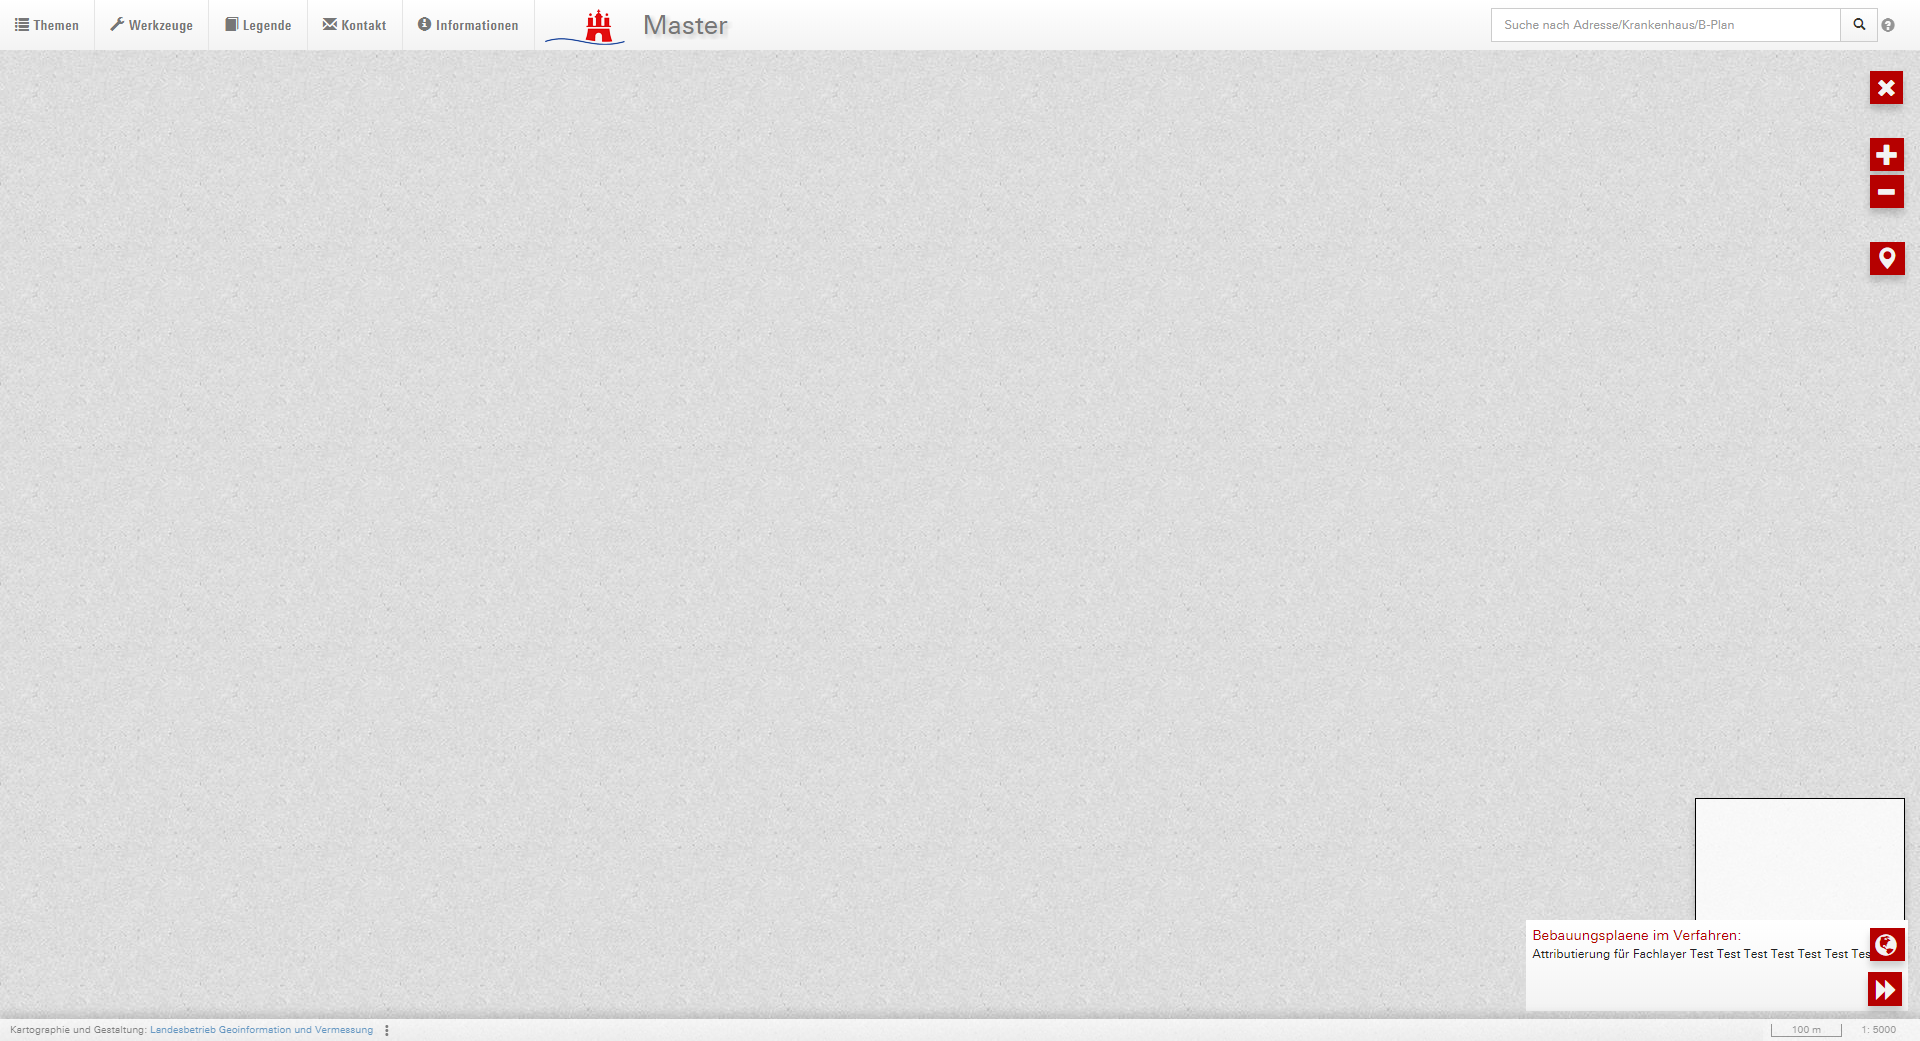 Themen Werkzeuge Legende Kontakt Informationen Master Suche nach Adresse/Krankenhaus/B-Plan
Bebauungsplaene im Verfahren:
Attributierung für Fachlayer Test Test Test Test Test Test Tes
Kartographie und Gestaltung: Landesbetrieb Geoinformation und Vermessung 100 m 1: 5000